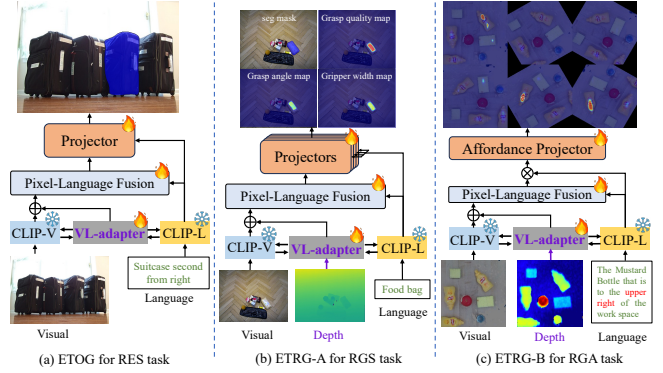 Projector
Pixel-Language Fusion
CLIP-V
VL-adapter
CLIP-L
Suitcase second
from right
Language
Visual
(a) ETOG for RES task
seg mask
Grasp quality map
Grasp angle map
Gripper width map
Projectors
Pixel-Language Fusion
CLIP-V
VL-adapter
CLIP-L
Food bag
Language
Visual
Depth
(b) ETRG-A for RGS task
Affordance Projector
Pixel-Language Fusion
CLIP-V
VL-adapter
CLIP-L
The Mustard
Bottle that is
to the upper
right of the
work space
Visual
Depth
Language
(c) ETRG-B for RGA task